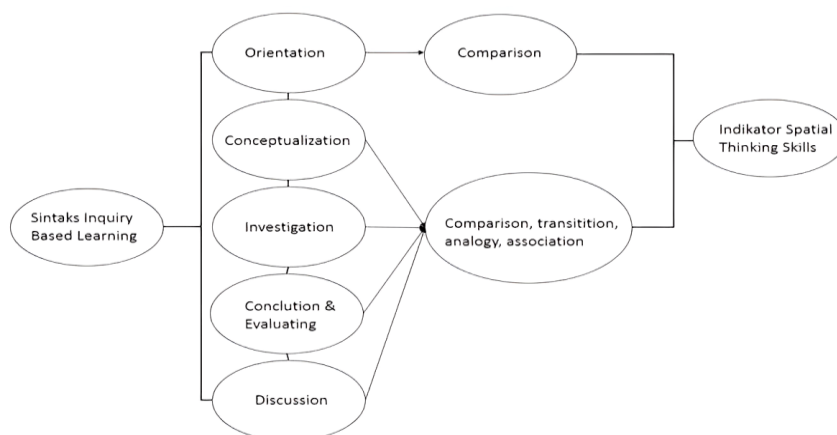 Orientation
Comparison
Conceptualization
Indikator Spatial
Thinking Skills
Sintaks Inquiry
Based Learning
Investigation
Comparison, transitition,
analogy, association
Conclution &
Evaluating
Discussion